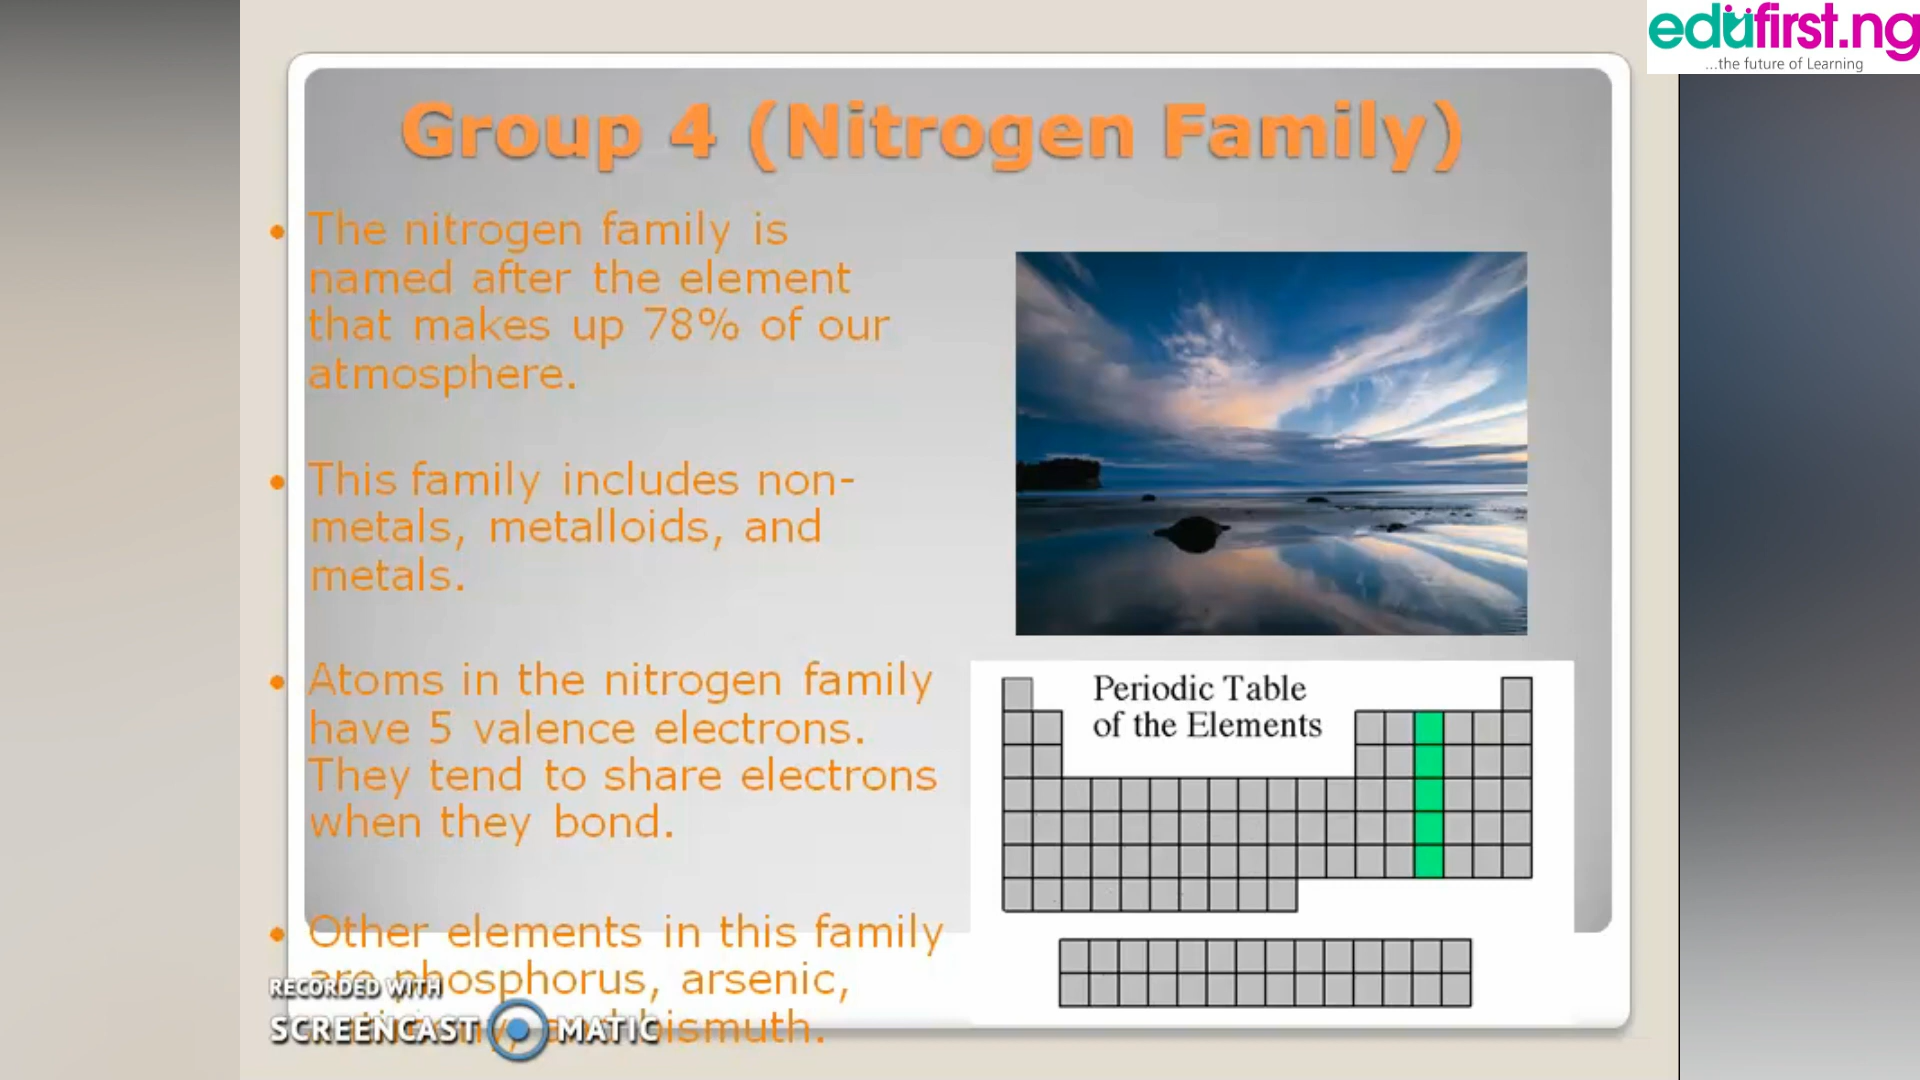 edufirst.ng
...the future of Learning
Group 4 (Nitrogen Family)
• The nitrogen family is
named after the element
that makes up 78% of our
atmosphere.
• This family includes non-
metals, metalloids, and
metals.
• Atoms in the nitrogen family
have 5 valence electrons.
They tend to share electrons
when they bond.
• Other elements in this family
are phosphorus, arsenic,
bismuth.
Periodic Table
of the Elements
RECORDED WITH
SCREENCAST MATIC